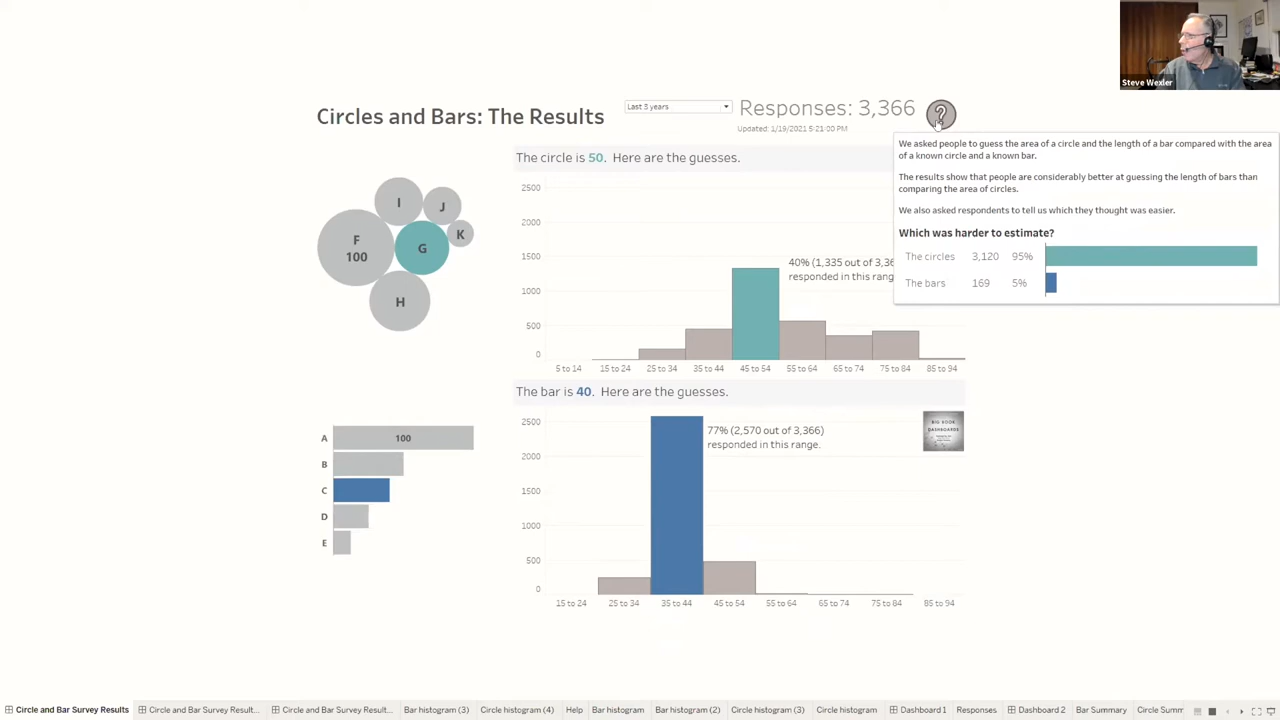 Steve Wexler
Circles and Bars: The Results
Last 3 years
Responses: 3,366
?
Updated: 1/19/2021 5:21:00 PM
We asked people to guess the area of a circle and the length of a bar compared with the area
of a known circle and a known bar.
The results show that people are considerably better at guessing the length of bars than
comparing the area of circles.
We also asked respondents to tell us which they thought was easier.
Which was harder to estimate?
The circles 3,120 95%
The bars 169 5%
The circle is 50. Here are the guesses.
I
J
K
F
100
G
H
2500
2000
1500
1000
500
0
40% (1,335 out of 3,36
responded in this rang
5 to 14 15 to 24 25 to 34 35 to 44 45 to 54 55 to 64 65 to 74 75 to 84 85 to 94
The bar is 40. Here are the guesses.
A 100
B
C
D
E
2500
2000
1500
1000
500
0
77% (2,570 out of 3,366)
responded in this range.
BIG BOOK
DASHBOARDS
15 to 24 25 to 34 35 to 44 45 to 54 55 to 64 65 to 74 75 to 84 85 to 94
Circle and Bar Survey Results Circle and Bar Survey Result... Circle and Bar Survey Result... Bar histogram (3) Circle histogram (4) Help Bar histogram Bar histogram (2) Circle histogram (3) Circle histogram Dashboard 1 Responses Dashboard 2 Bar Summary Circle Summ